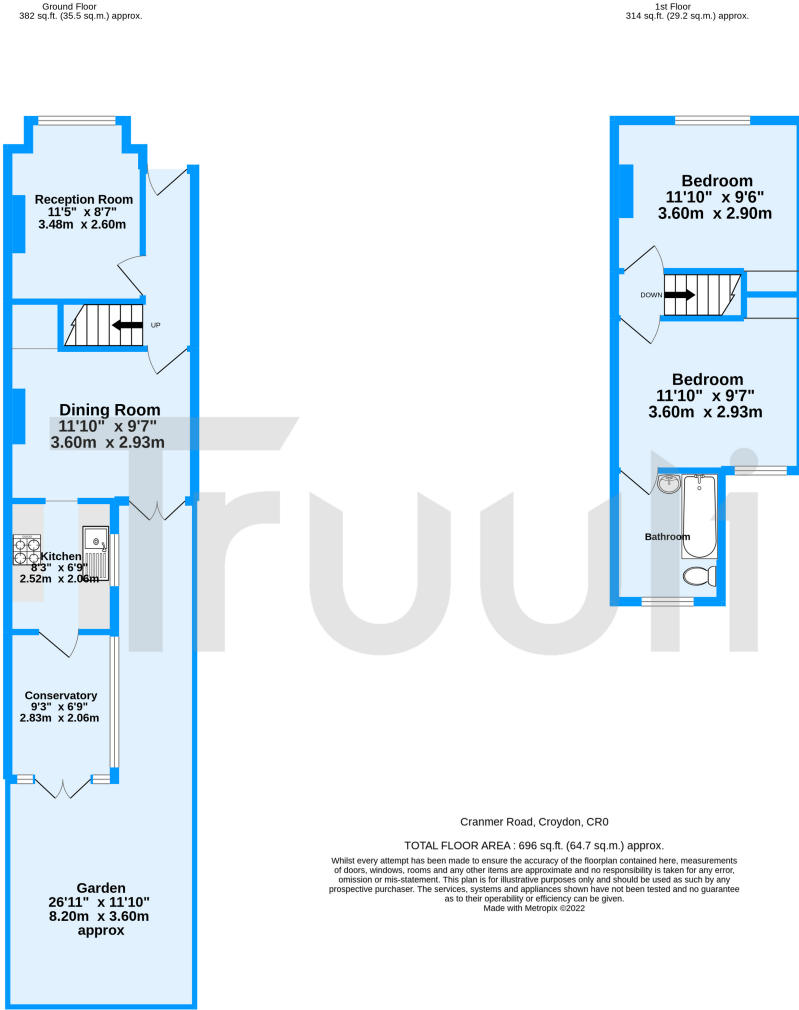 Ground Floor
382 sq.ft. (35.5 sq.m.) approx.
1st Floor
314 sq.ft. (29.2 sq.m.) approx.
Reception Room
11'5" x 8'7"
3.48m x 2.60m
UP
Dining Room
11'10" x 9'7"
3.60m x 2.93m
Kitchen
8'3" x 6'9"
2.52m x 2.06m
Conservatory
9'3" x 6'9"
2.83m x 2.06m
Garden
26'11" x 11'10"
8.20m x 3.60m
approx
Bedroom
11'10" x 9'6"
3.60m x 2.90m
DOWN
Bedroom
11'10" x 9'7"
3.60m x 2.93m
Bathroom
Truuli
Cranmer Road, Croydon, CR0
TOTAL FLOOR AREA : 696 sq.ft. (64.7 sq.m.) approx.
Whilst every attempt has been made to ensure the accuracy of the floorplan contained here, measurements
of doors, windows, rooms and any other items are approximate and no responsibility is taken for any error,
omission or mis-statement. This plan is for illustrative purposes only and should be used as such by any
prospective purchaser. The services, systems and appliances shown have not been tested and no guarantee
as to their operability or efficiency can be given.
Made with Metropix ©2022